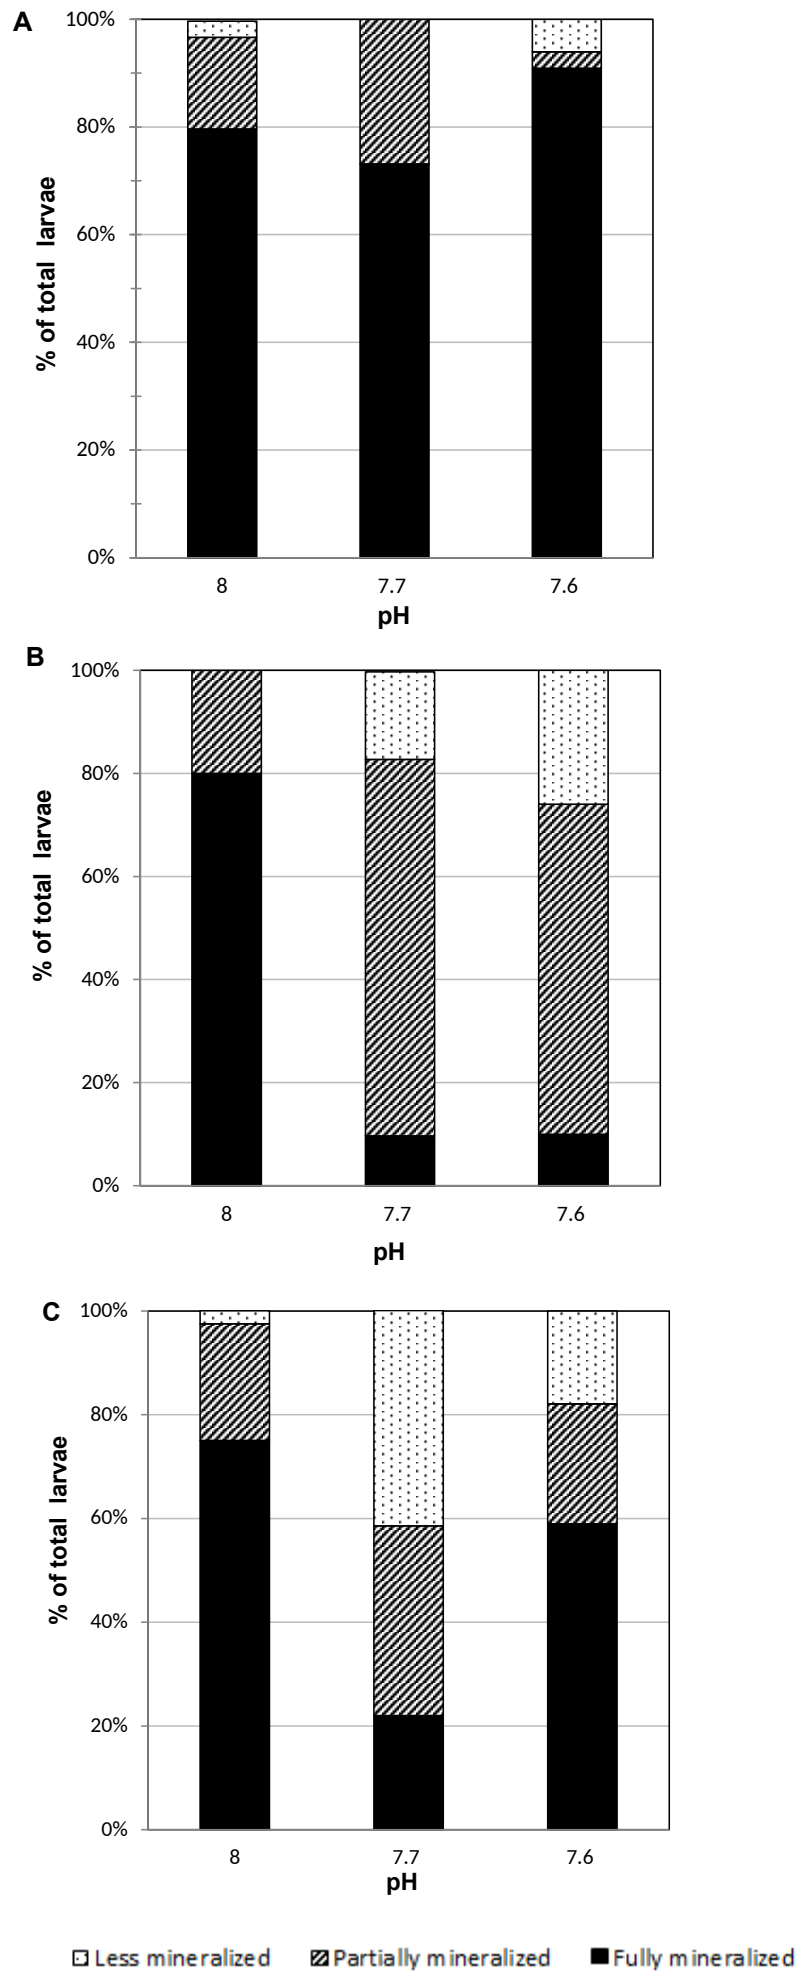 A
100%
80%
60%
40%
20%
0%
% of total larvae
8 7.7 7.6
pH
B
100%
80%
60%
40%
20%
0%
% of total larvae
8 7.7 7.6
pH
C
100%
80%
60%
40%
20%
0%
% of total larvae
8 7.7 7.6
pH
Less mineralized Partially mineralized Fully mineralized